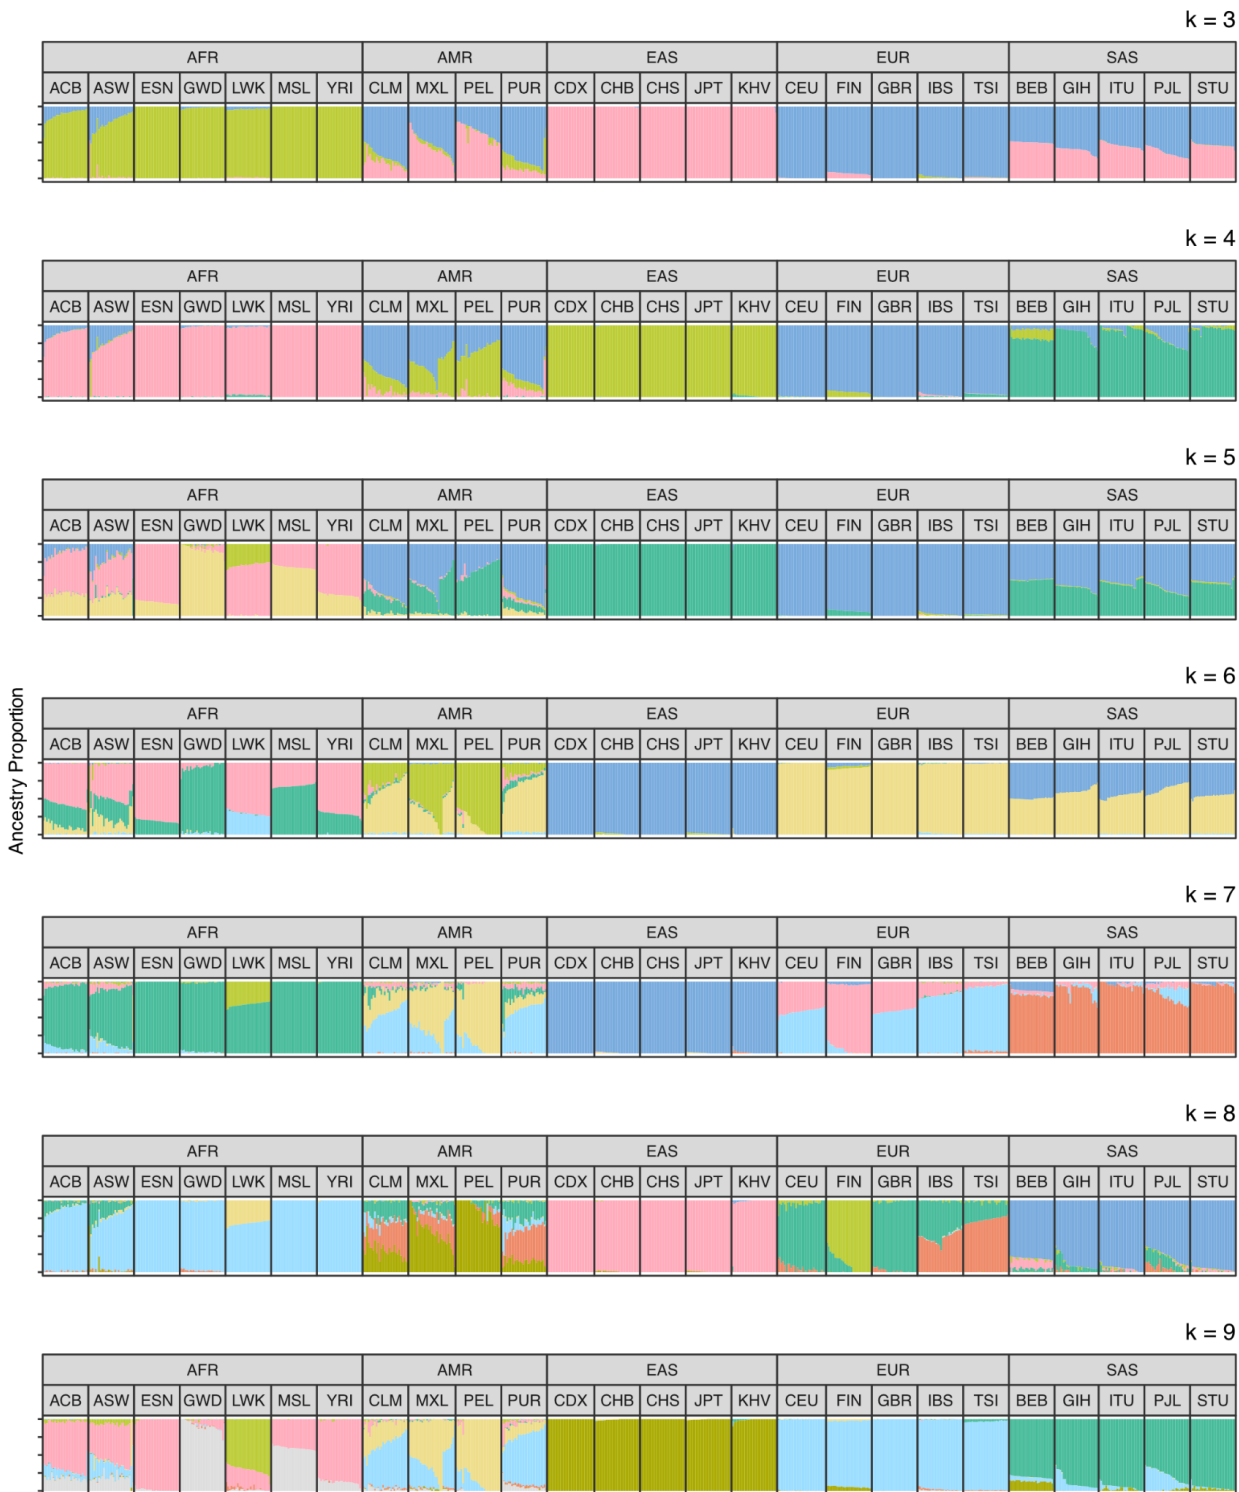 k = 3
AFR AMR EAS EUR SAS
ACB ASW ESN GWD LWK MSL YRI CLM MXL PEL PUR CDX CHB CHS JPT KHV CEU FIN GBR IBS TSI BEB GIH ITU PJL STU
k = 4
AFR AMR EAS EUR SAS
ACB ASW ESN GWD LWK MSL YRI CLM MXL PEL PUR CDX CHB CHS JPT KHV CEU FIN GBR IBS TSI BEB GIH ITU PJL STU
k = 5
AFR AMR EAS EUR SAS
ACB ASW ESN GWD LWK MSL YRI CLM MXL PEL PUR CDX CHB CHS JPT KHV CEU FIN GBR IBS TSI BEB GIH ITU PJL STU
k = 6
AFR AMR EAS EUR SAS
ACB ASW ESN GWD LWK MSL YRI CLM MXL PEL PUR CDX CHB CHS JPT KHV CEU FIN GBR IBS TSI BEB GIH ITU PJL STU
Ancestry Proportion
k = 7
AFR AMR EAS EUR SAS
ACB ASW ESN GWD LWK MSL YRI CLM MXL PEL PUR CDX CHB CHS JPT KHV CEU FIN GBR IBS TSI BEB GIH ITU PJL STU
k = 8
AFR AMR EAS EUR SAS
ACB ASW ESN GWD LWK MSL YRI CLM MXL PEL PUR CDX CHB CHS JPT KHV CEU FIN GBR IBS TSI BEB GIH ITU PJL STU
k = 9
AFR AMR EAS EUR SAS
ACB ASW ESN GWD LWK MSL YRI CLM MXL PEL PUR CDX CHB CHS JPT KHV CEU FIN GBR IBS TSI BEB GIH ITU PJL STU